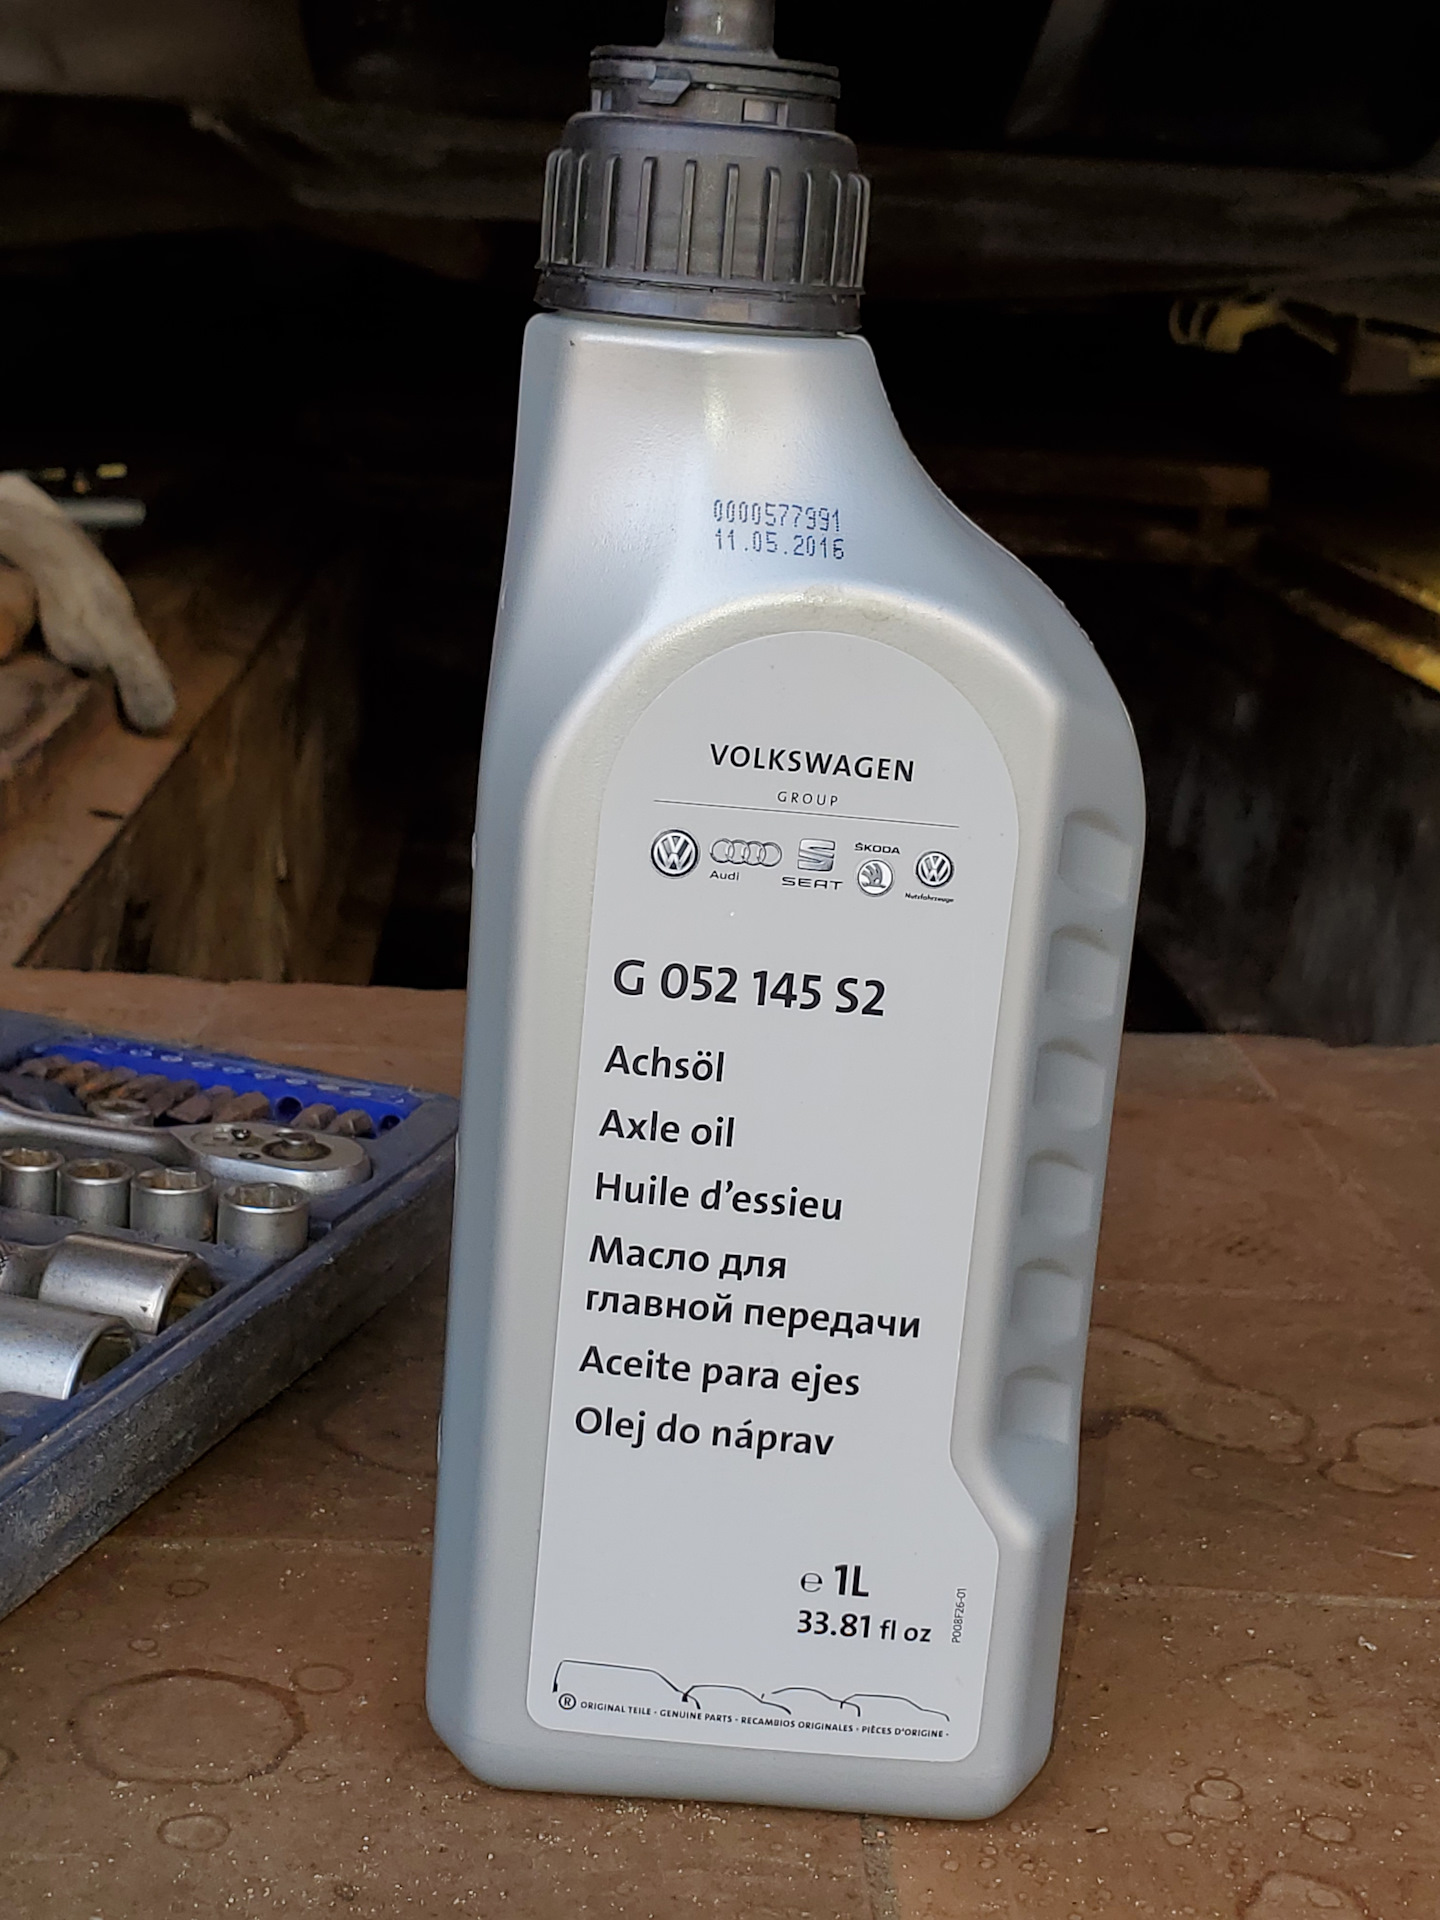 0000577991
11.05.2016
VOLKSWAGEN
GROUP
Audi
SEAT
ŠKODA
Nutzfahrzeuge
G 052 145 S2
Achsöl
Axle oil
Huile d'essieu
Масло для
главной передачи
Aceite para ejes
Olej do náprav
e 1L
33.81 fl oz
P008F26-01
® ORIGINAL TEILE - GENUINE PARTS - RECAMBIOS ORIGINALES - PIÈCES D'ORIGINE -